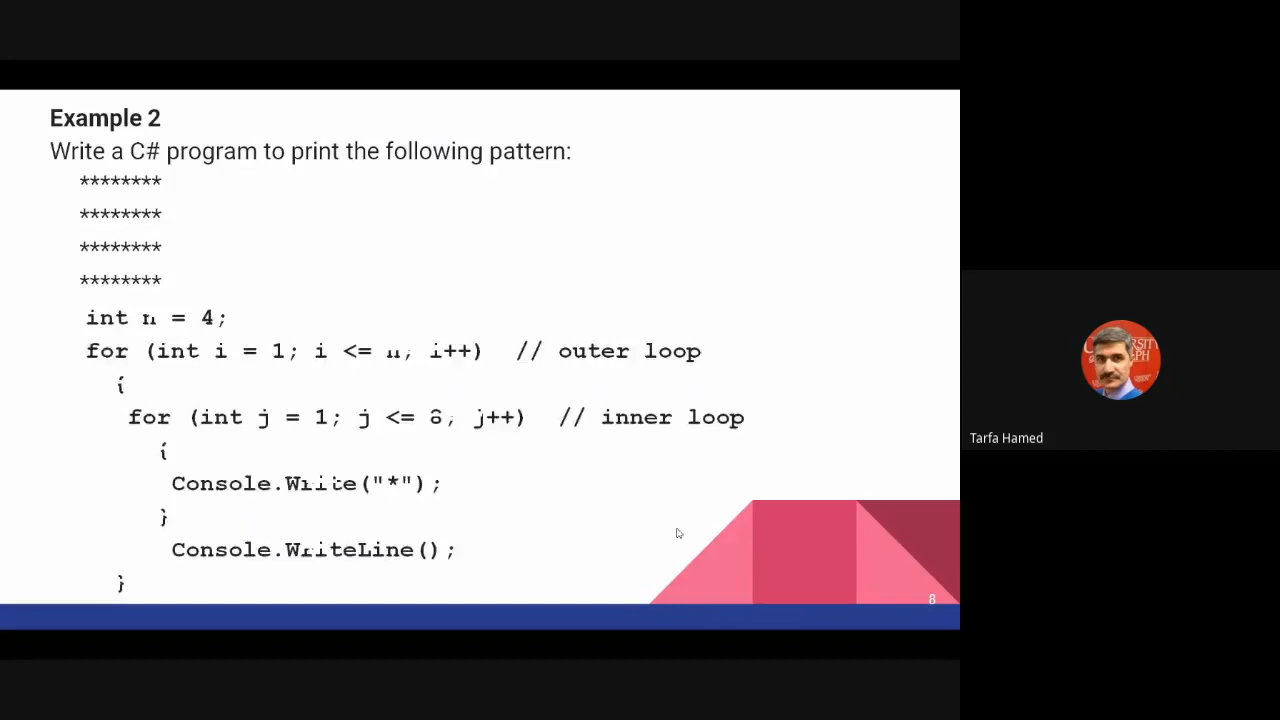 Example 2
Write a C# program to print the following pattern:
********
********
********
********
int n = 4;
for (int i = 1; i <= n; i++) // outer loop
{
for (int j = 1; j <= 8; j++) // inner loop
{
Console.Write("*");
}
Console.WriteLine();
}
8
Tarfa Hamed